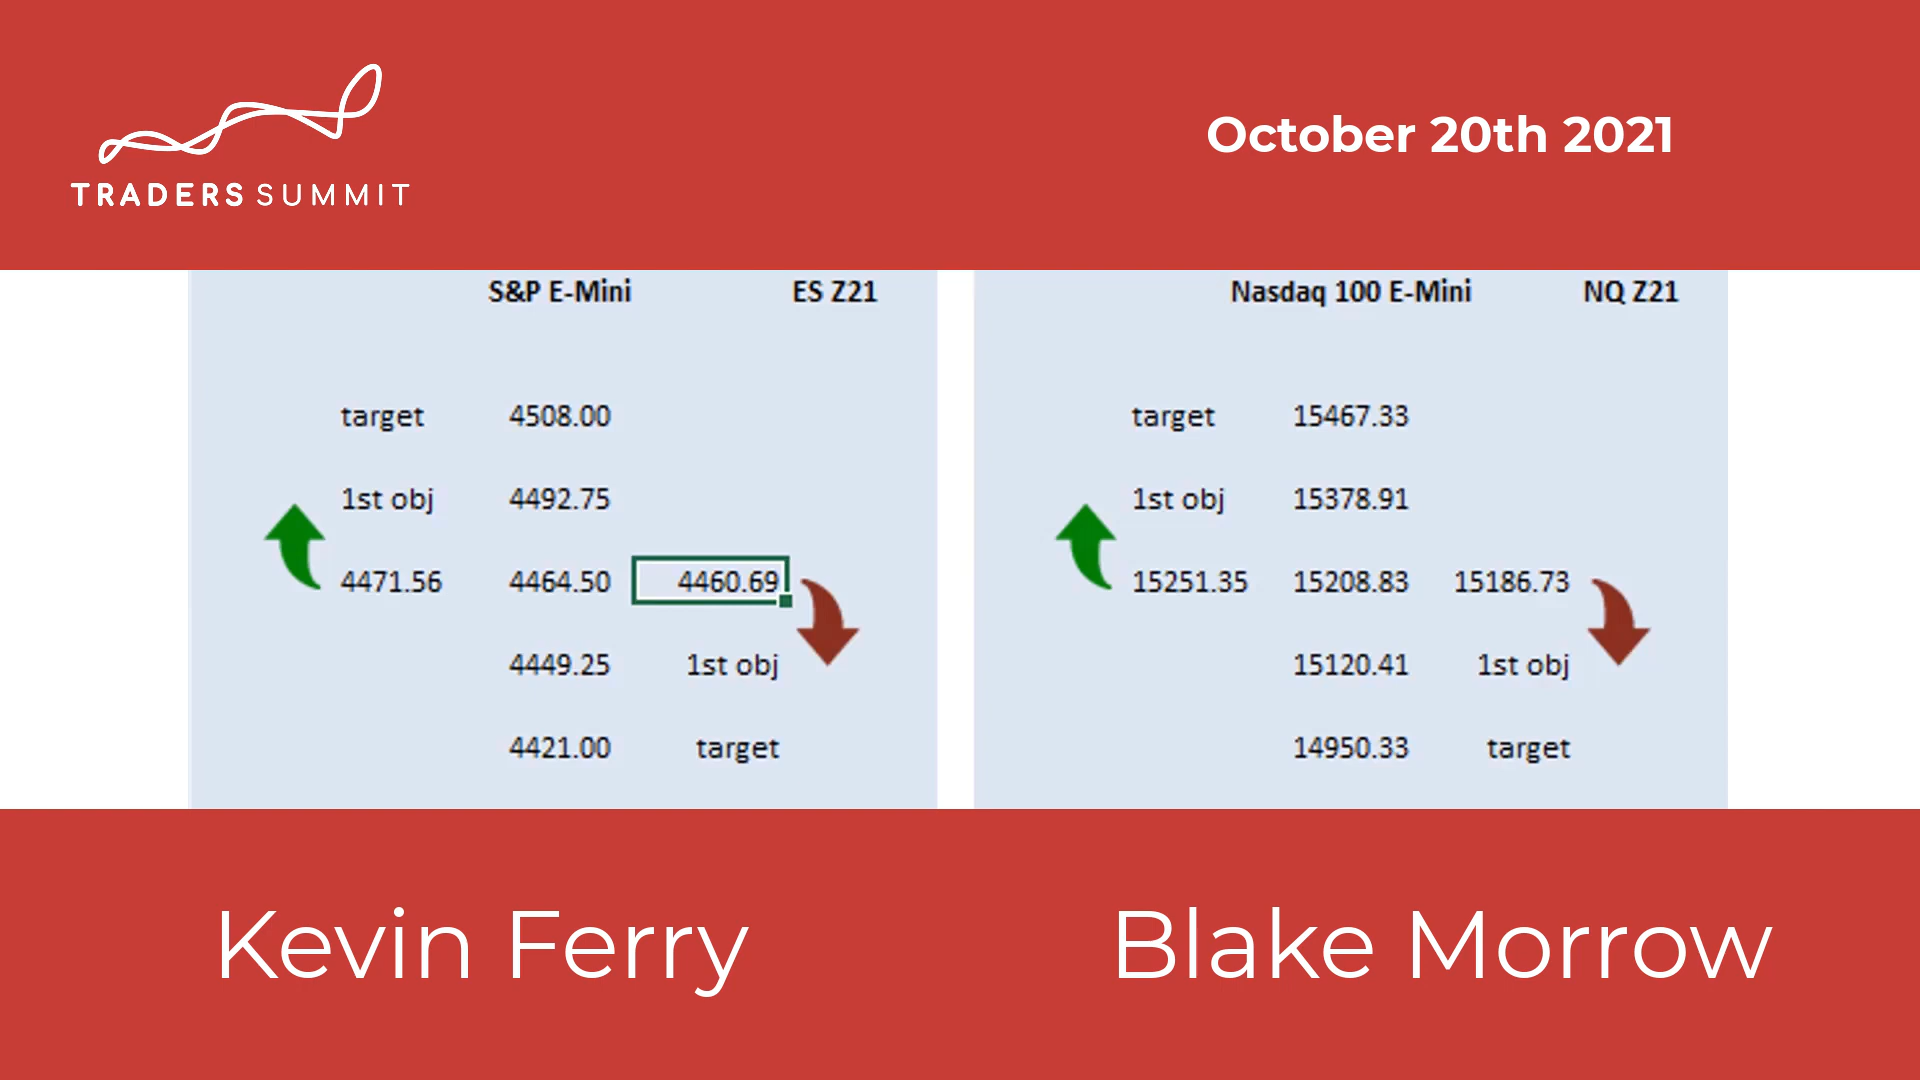 TRADERS SUMMIT
October 20th 2021
S&P E-Mini ES Z21
target 4508.00
1st obj 4492.75
4471.56 4464.50 4460.69
4449.25 1st obj
4421.00 target
Nasdaq 100 E-Mini NQ Z21
target 15467.33
1st obj 15378.91
15251.35 15208.83 15186.73
15120.41 1st obj
14950.33 target
Kevin Ferry
Blake Morrow